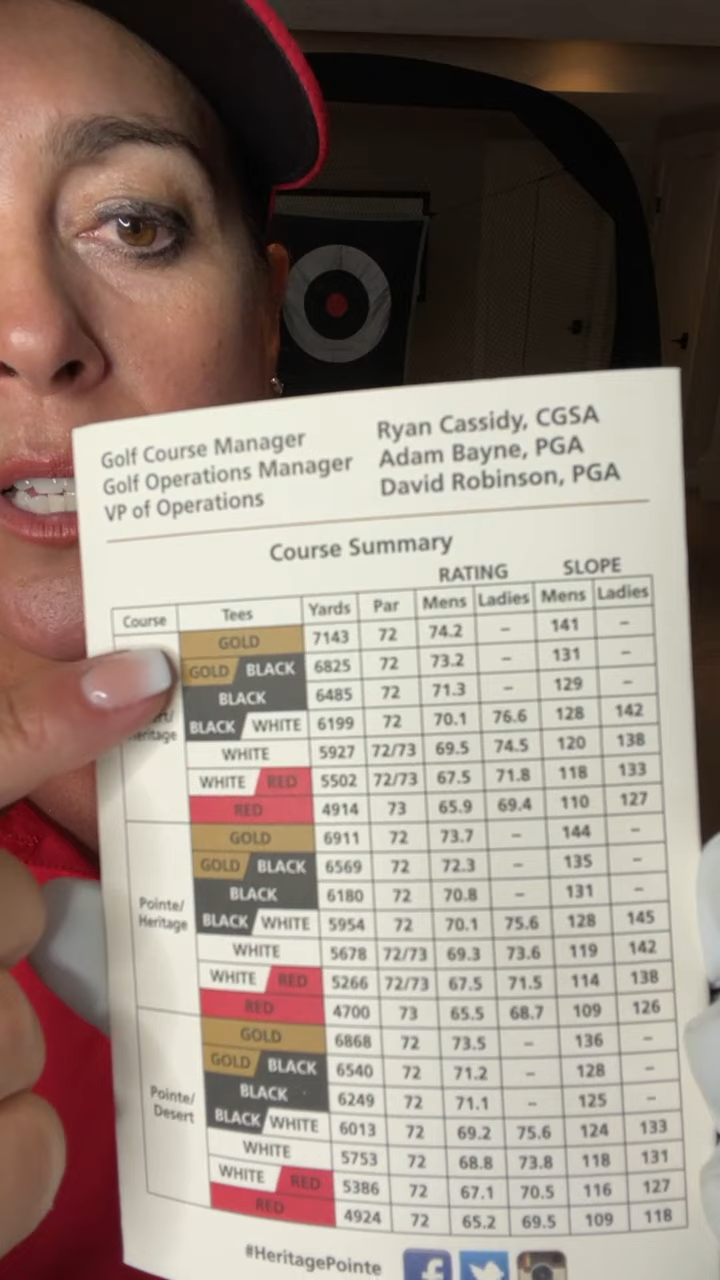 Golf Course Manager Ryan Cassidy, CGSA
Golf Operations Manager Adam Bayne, PGA
VP of Operations David Robinson, PGA
Course Summary
RATING SLOPE
Course Tees Yards Par Mens Ladies Mens Ladies
GOLD 7143 72 74.2 – 141 –
GOLD BLACK 6825 72 73.2 – 131 –
BLACK 6485 72 71.3 – 129 –
BLACK WHITE 6199 72 70.1 76.6 128 142
WHITE 5927 72/73 69.5 74.5 120 138
WHITE RED 5502 72/73 67.5 71.8 118 133
RED 4914 73 65.9 69.4 110 127
Pointe/
Heritage
GOLD 6911 72 73.7 – 144 –
GOLD BLACK 6569 72 72.3 – 135 –
BLACK 6180 72 70.8 – 131 –
BLACK WHITE 5954 72 70.1 75.6 128 145
WHITE 5678 72/73 69.3 73.6 119 142
WHITE RED 5266 72/73 67.5 71.5 114 138
RED 4700 73 65.5 68.7 109 126
Pointe/
Desert
GOLD 6868 72 73.5 – 136 –
GOLD BLACK 6540 72 71.2 – 128 –
BLACK 6249 72 71.1 – 125 –
BLACK WHITE 6013 72 69.2 75.6 124 133
WHITE 5753 72 68.8 73.8 118 131
WHITE RED 5386 72 67.1 70.5 116 127
RED 4924 72 65.2 69.5 109 118
#HeritagePointe